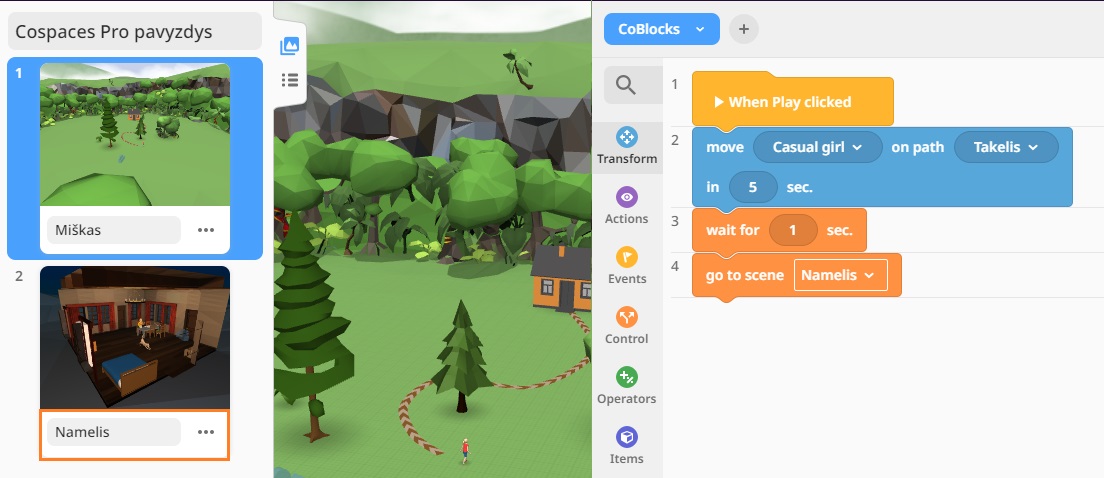 Cospaces Pro pavyzdys
1
Miškas
2
Namelis
CoBlocks
+
Transform
Actions
Events
Control
Operators
Items
1
When Play clicked
2
move Casual girl on path Takelis
in 5 sec.
3
wait for 1 sec.
4
go to scene Namelis